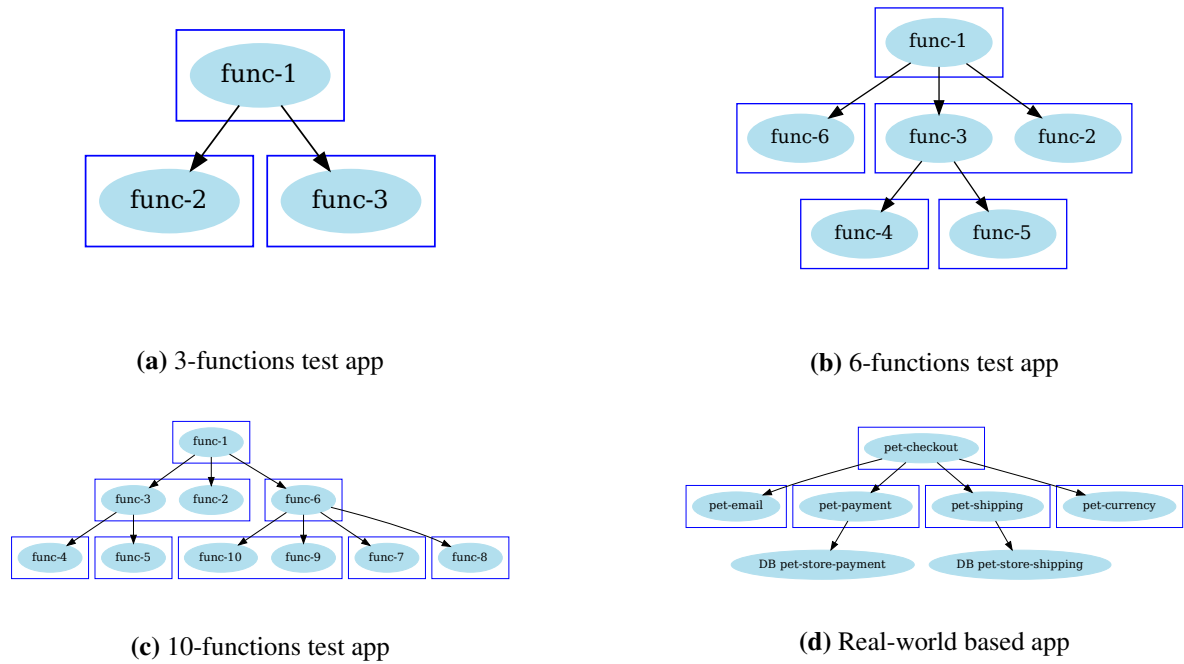 func-1
func-2 func-3
(a) 3-functions test app
func-1
func-6 func-3 func-2
func-4 func-5
(b) 6-functions test app
func-1
func-3 func-2 func-6
func-4 func-5 func-10 func-9 func-7 func-8
(c) 10-functions test app
pet-checkout
pet-email pet-payment pet-shipping pet-currency
DB pet-store-payment DB pet-store-shipping
(d) Real-world based app